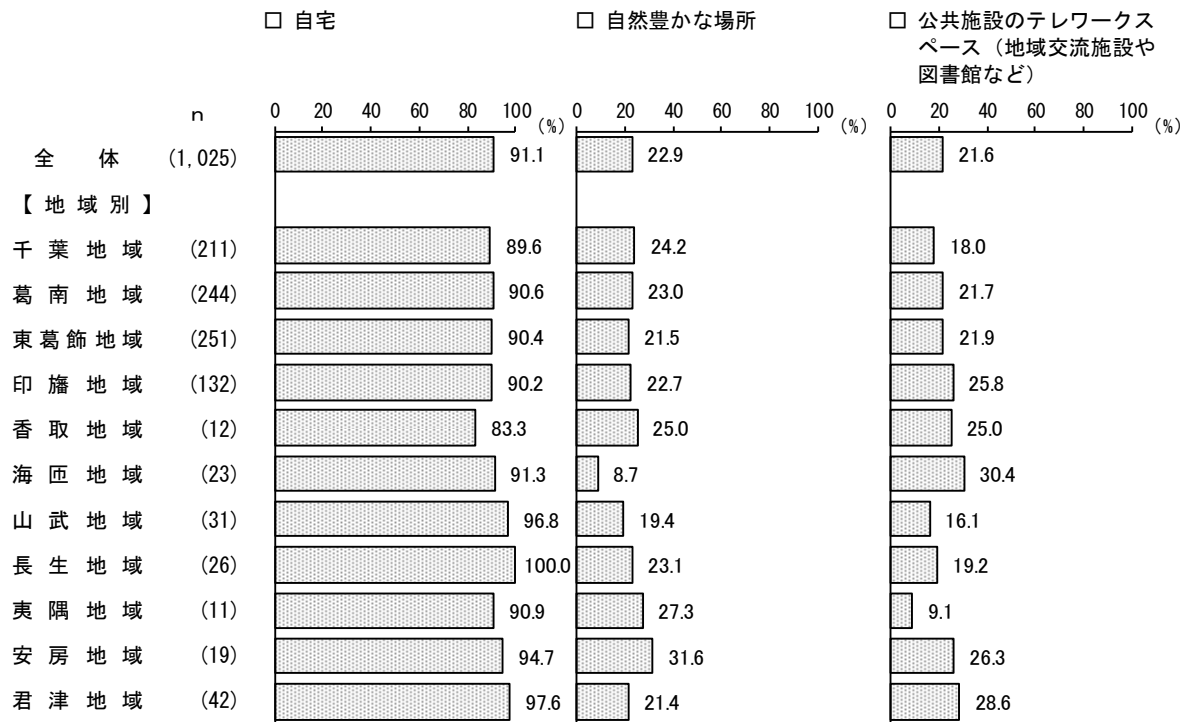 □ 自宅
□ 自然豊かな場所
□ 公共施設のテレワークス
ペース（地域交流施設や
図書館など）
n
0 20 40 60 80 100 (%)
0 20 40 60 80 100 (%)
0 20 40 60 80 100 (%)
全体 (1,025) 91.1 22.9 21.6
【地域別】
千葉地域 (211) 89.6 24.2 18.0
葛南地域 (244) 90.6 23.0 21.7
東葛飾地域 (251) 90.4 21.5 21.9
印旛地域 (132) 90.2 22.7 25.8
香取地域 (12) 83.3 25.0 25.0
海匝地域 (23) 91.3 8.7 30.4
山武地域 (31) 96.8 19.4 16.1
長生地域 (26) 100.0 23.1 19.2
夷隅地域 (11) 90.9 27.3 9.1
安房地域 (19) 94.7 31.6 26.3
君津地域 (42) 97.6 21.4 28.6